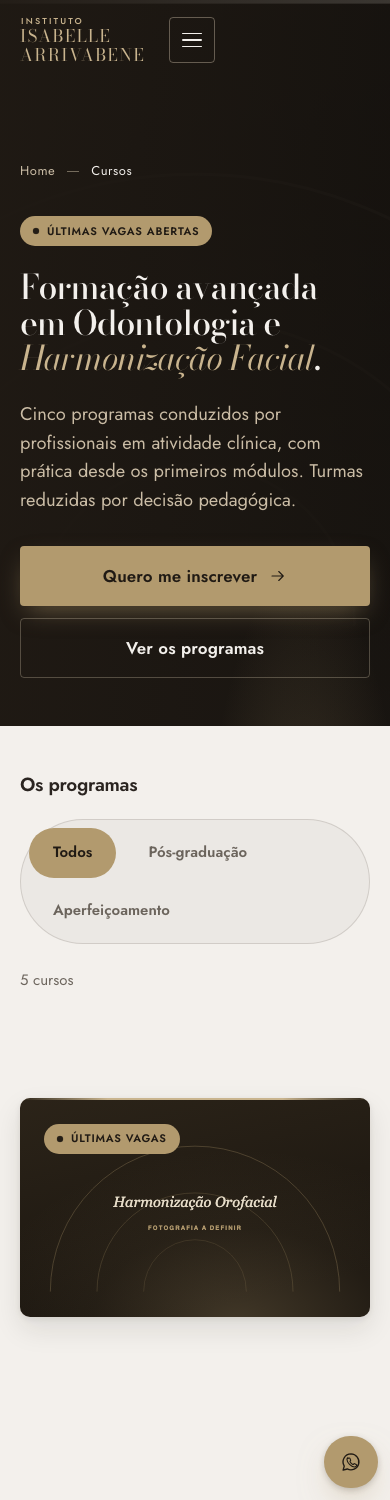 INSTITUTO
ISABELLE
ARRIVABENE
Home — Cursos
ÚLTIMAS VAGAS ABERTAS
Formação avançada
em Odontologia e
Harmonização Facial.
Cinco programas conduzidos por
profissionais em atividade clínica, com
prática desde os primeiros módulos. Turmas
reduzidas por decisão pedagógica.
Quero me inscrever →
Ver os programas
Os programas
Todos Pós-graduação
Aperfeiçoamento
5 cursos
ÚLTIMAS VAGAS
Harmonização Orofacial
FOTOGRAFIA A DEFINIR